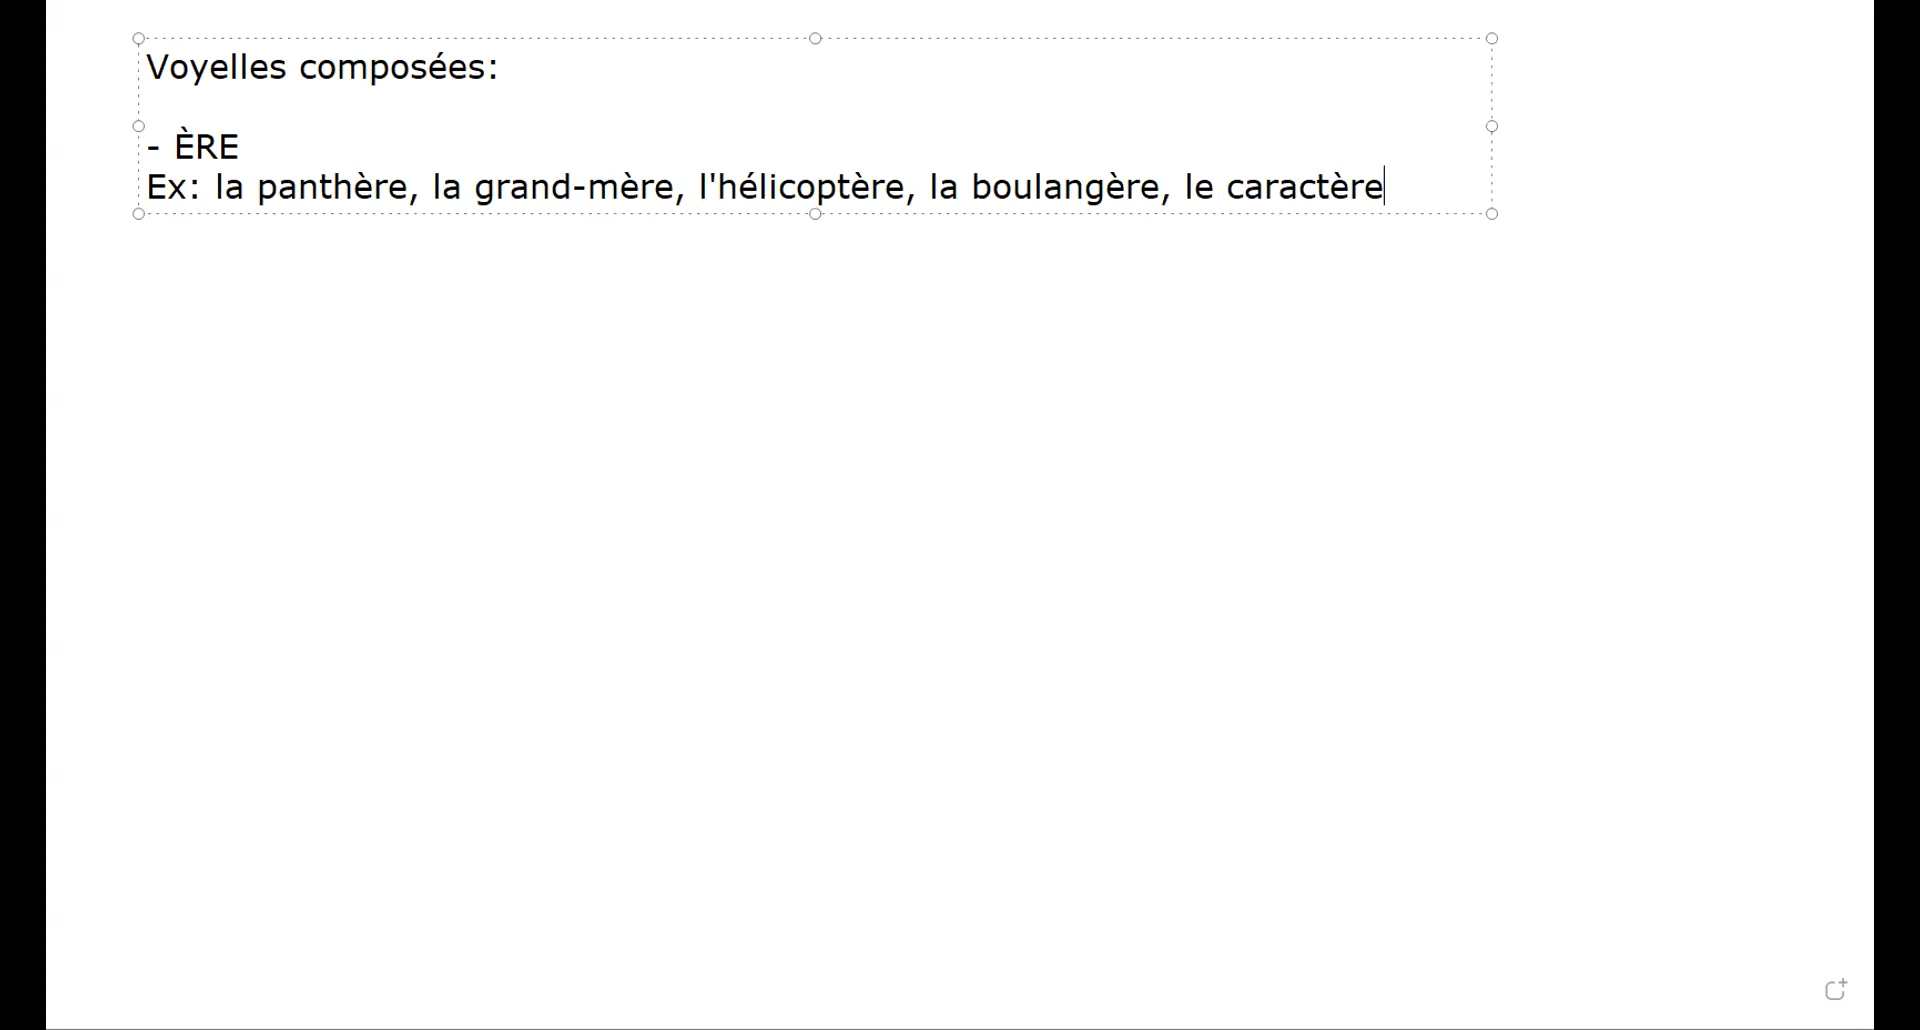 Voyelles composées:
- ÈRE
Ex: la panthère, la grand-mère, l'hélicoptère, la boulangère, le caractère